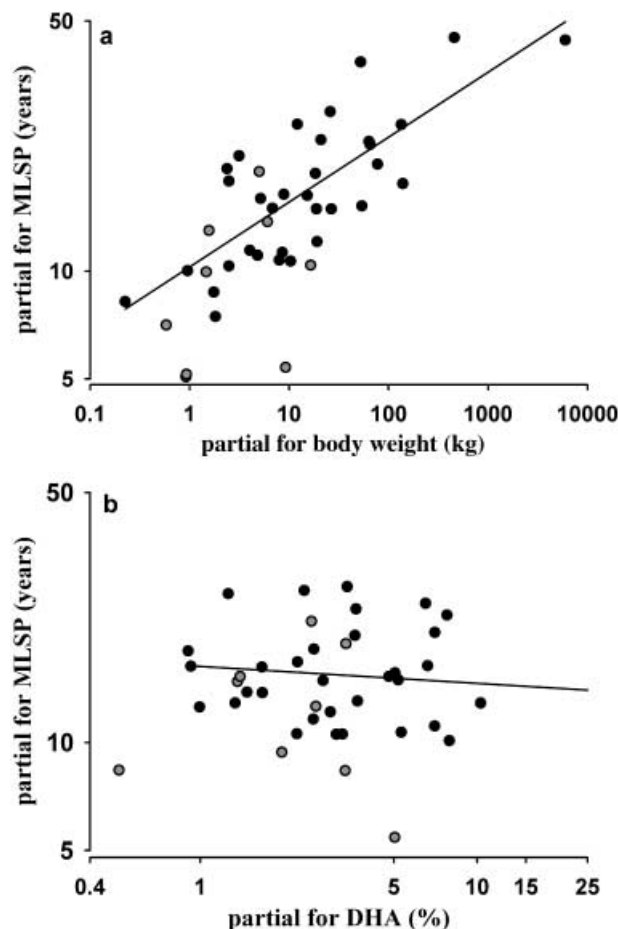 50
a
partial for MLSP (years)
10
5
0.1 1 10 100 1000 10000
partial for body weight (kg)
50
b
partial for MLSP (years)
10
5
0.4 1 5 10 15 25
partial for DHA (%)